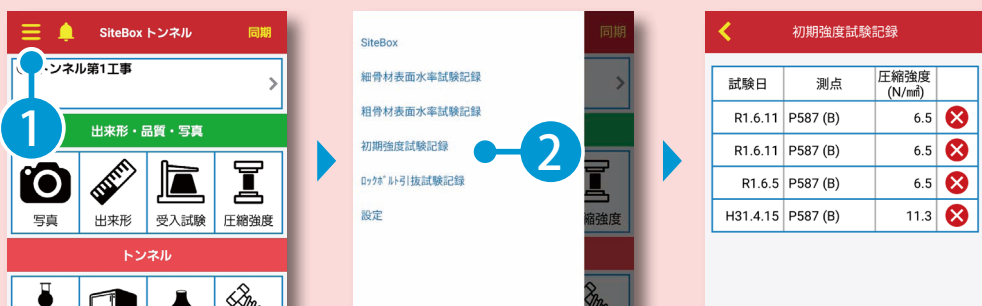 SiteBox トンネル
同期
ンネル第1工事
1
出来形・品質・写真
写真
出来形
受入試験
圧縮強度
トンネル
SiteBox
同期
細骨材表面水率試験記録
粗骨材表面水率試験記録
初期強度試験記録
2
ﾛｯｸﾎﾞﾙﾄ引抜試験記録
設定
縮強度
初期強度試験記録
試験日 測点 圧縮強度
(N/㎟)
R1.6.11 P587 (B) 6.5
R1.6.11 P587 (B) 6.5
R1.6.5 P587 (B) 6.5
H31.4.15 P587 (B) 11.3